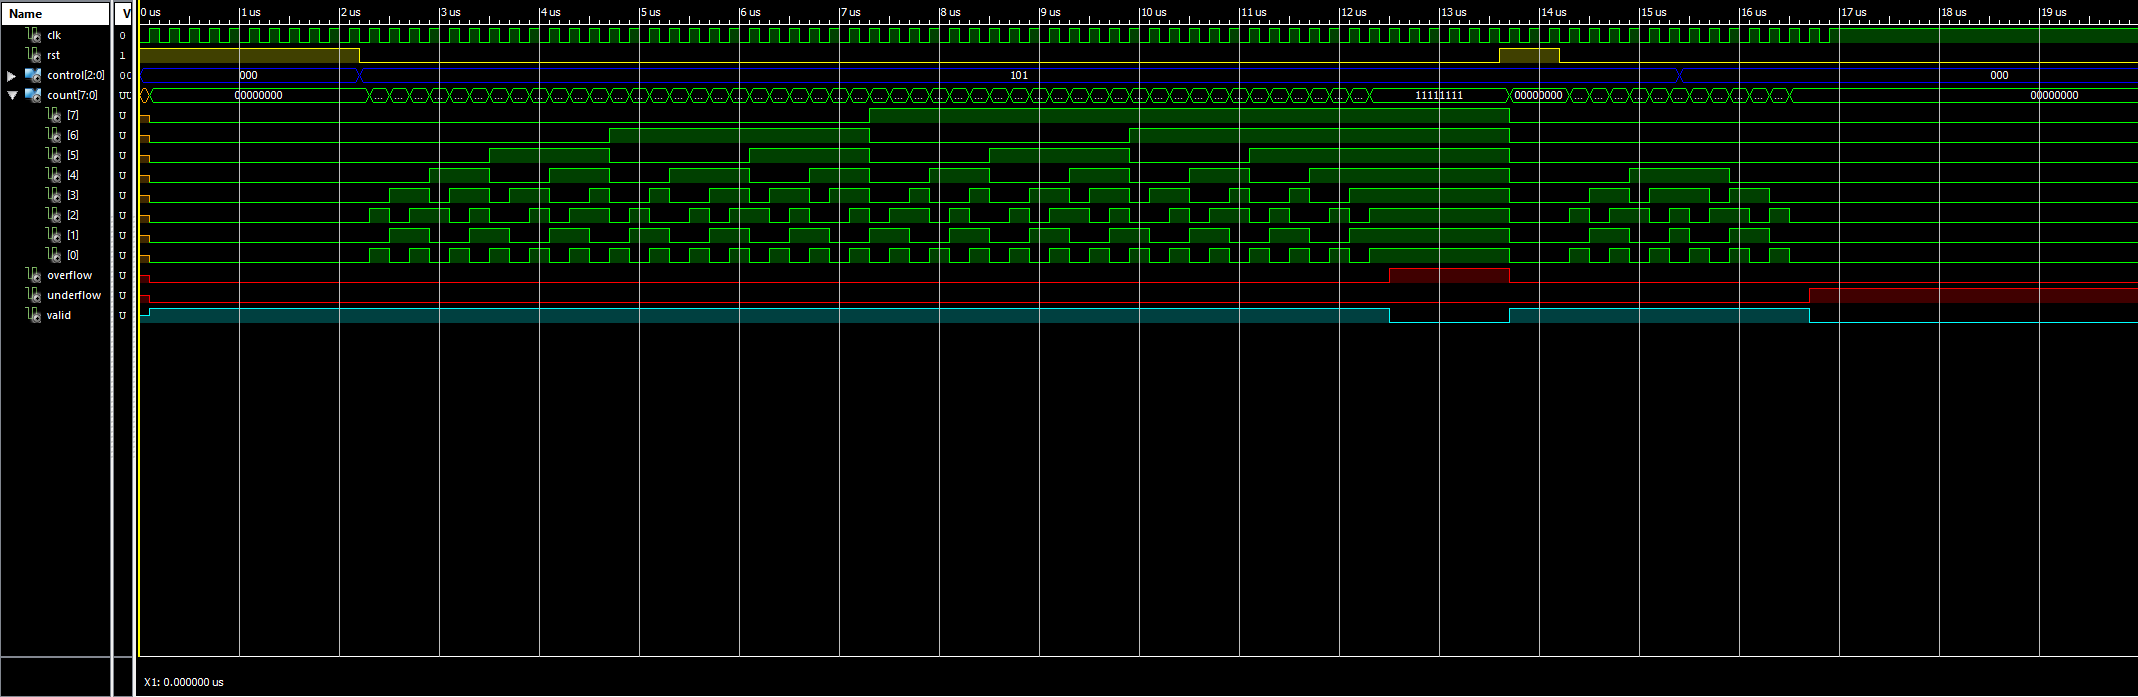 Name V 0 us 1 us 2 us 3 us 4 us 5 us 6 us 7 us 8 us 9 us 10 us 11 us 12 us 13 us 14 us 15 us 16 us 17 us 18 us 19 us
clk 0
rst 1
control[2:0] 000 101 000
count[7:0] 00000000 ... ... ... ... ... ... ... ... ... ... ... ... ... ... ... ... ... ... ... ... ... ... ... ... ... ... ... ... ... ... ... ... ... ... ... ... ... ... ... ... ... ... ... ... ... ... ... ... ... ... 11111111 00000000 ... ... ... ... ... ... ... ... ... ... ... 00000000
[7] U
[6] U
[5] U
[4] U
[3] U
[2] U
[1] U
[0] U
overflow U
underflow U
valid U
X1: 0.000000 us